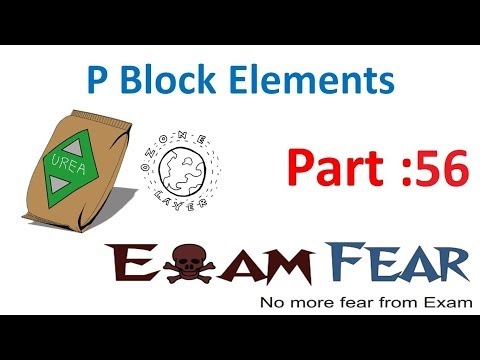 P Block Elements
UREA
OZONE
LAYER
Part :56
EXAM FEAR
No more fear from Exam